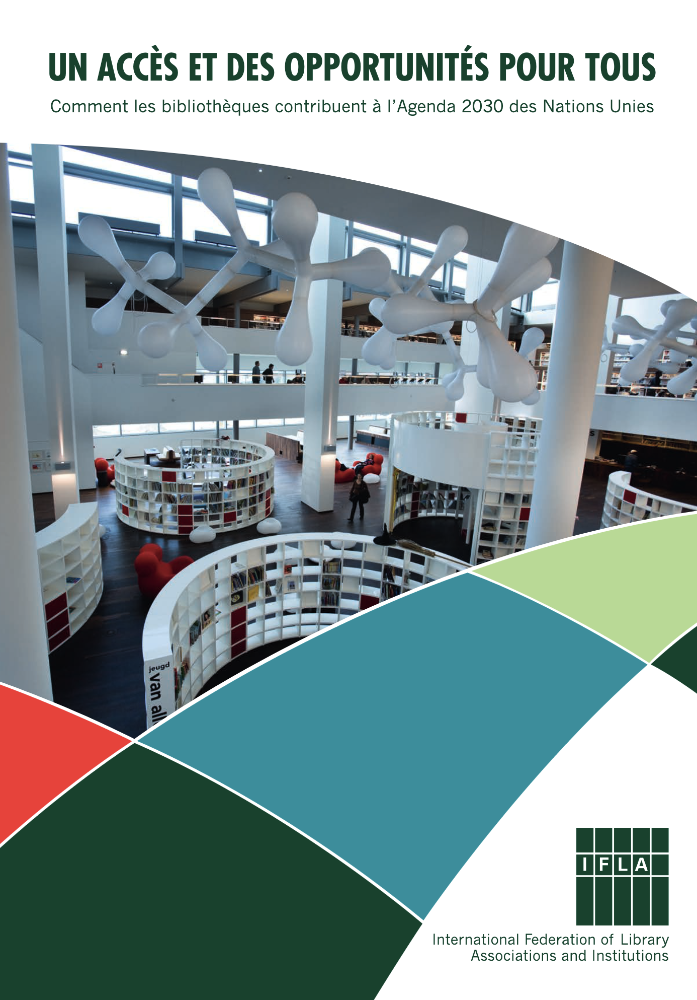 UN ACCÈS ET DES OPPORTUNITÉS POUR TOUS
Comment les bibliothèques contribuent à l’Agenda 2030 des Nations Unies
jeugd
van all
IFLA
International Federation of Library
Associations and Institutions